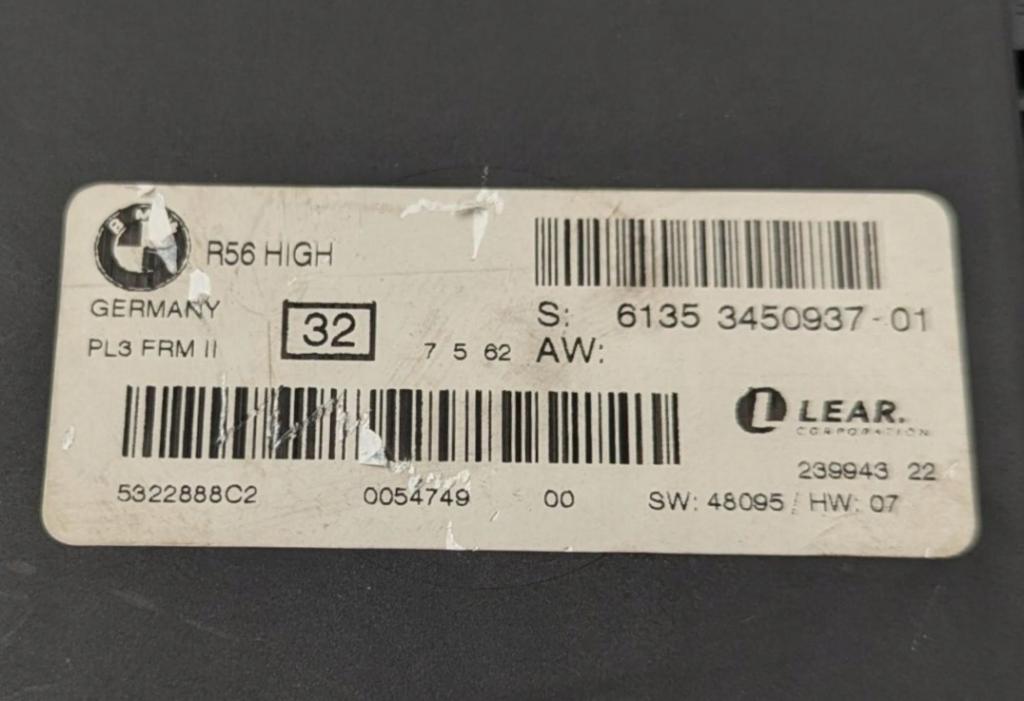 BMW
R56 HIGH
GERMANY
PL3 FRM II
32
7 5 62
S: 6135 3450937-01
AW:
LEAR.
CORPORATION
239943 22
5322888C2 0054749 00 SW: 48095 / HW: 07